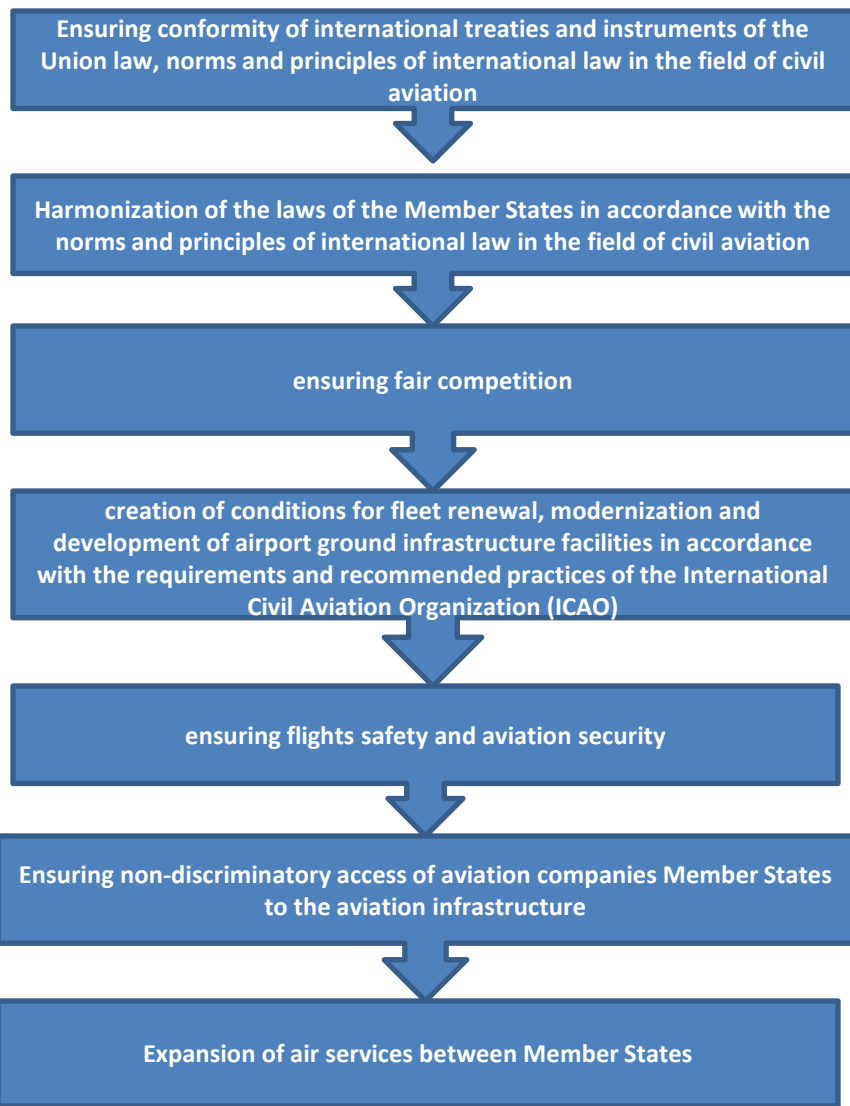 Ensuring conformity of international treaties and instruments of the
Union law, norms and principles of international law in the field of civil
aviation
Harmonization of the laws of the Member States in accordance with the
norms and principles of international law in the field of civil aviation
ensuring fair competition
creation of conditions for fleet renewal, modernization and
development of airport ground infrastructure facilities in accordance
with the requirements and recommended practices of the International
Civil Aviation Organization (ICAO)
ensuring flights safety and aviation security
Ensuring non-discriminatory access of aviation companies Member States
to the aviation infrastructure
Expansion of air services between Member States